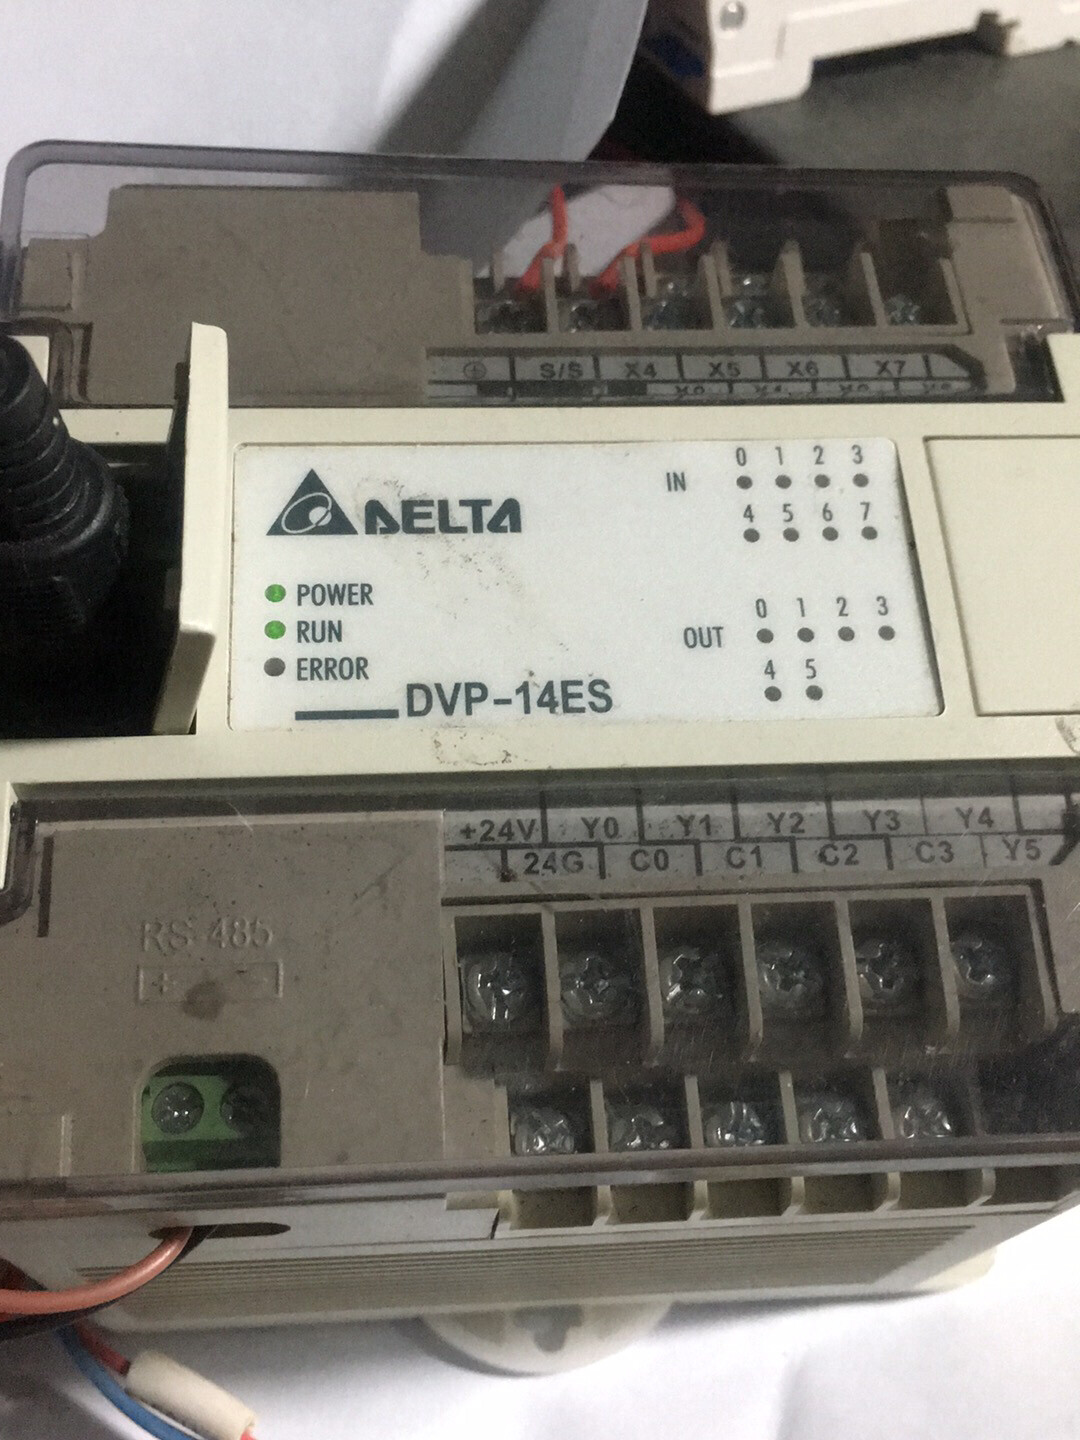 ⏚ S/S X4 X5 X6 X7
DELTA
IN 0 1 2 3
4 5 6 7
POWER
RUN
ERROR
OUT 0 1 2 3
4 5
DVP-14ES
+24V Y0 Y1 Y2 Y3 Y4
24G C0 C1 C2 C3 Y5
RS-485
+ -